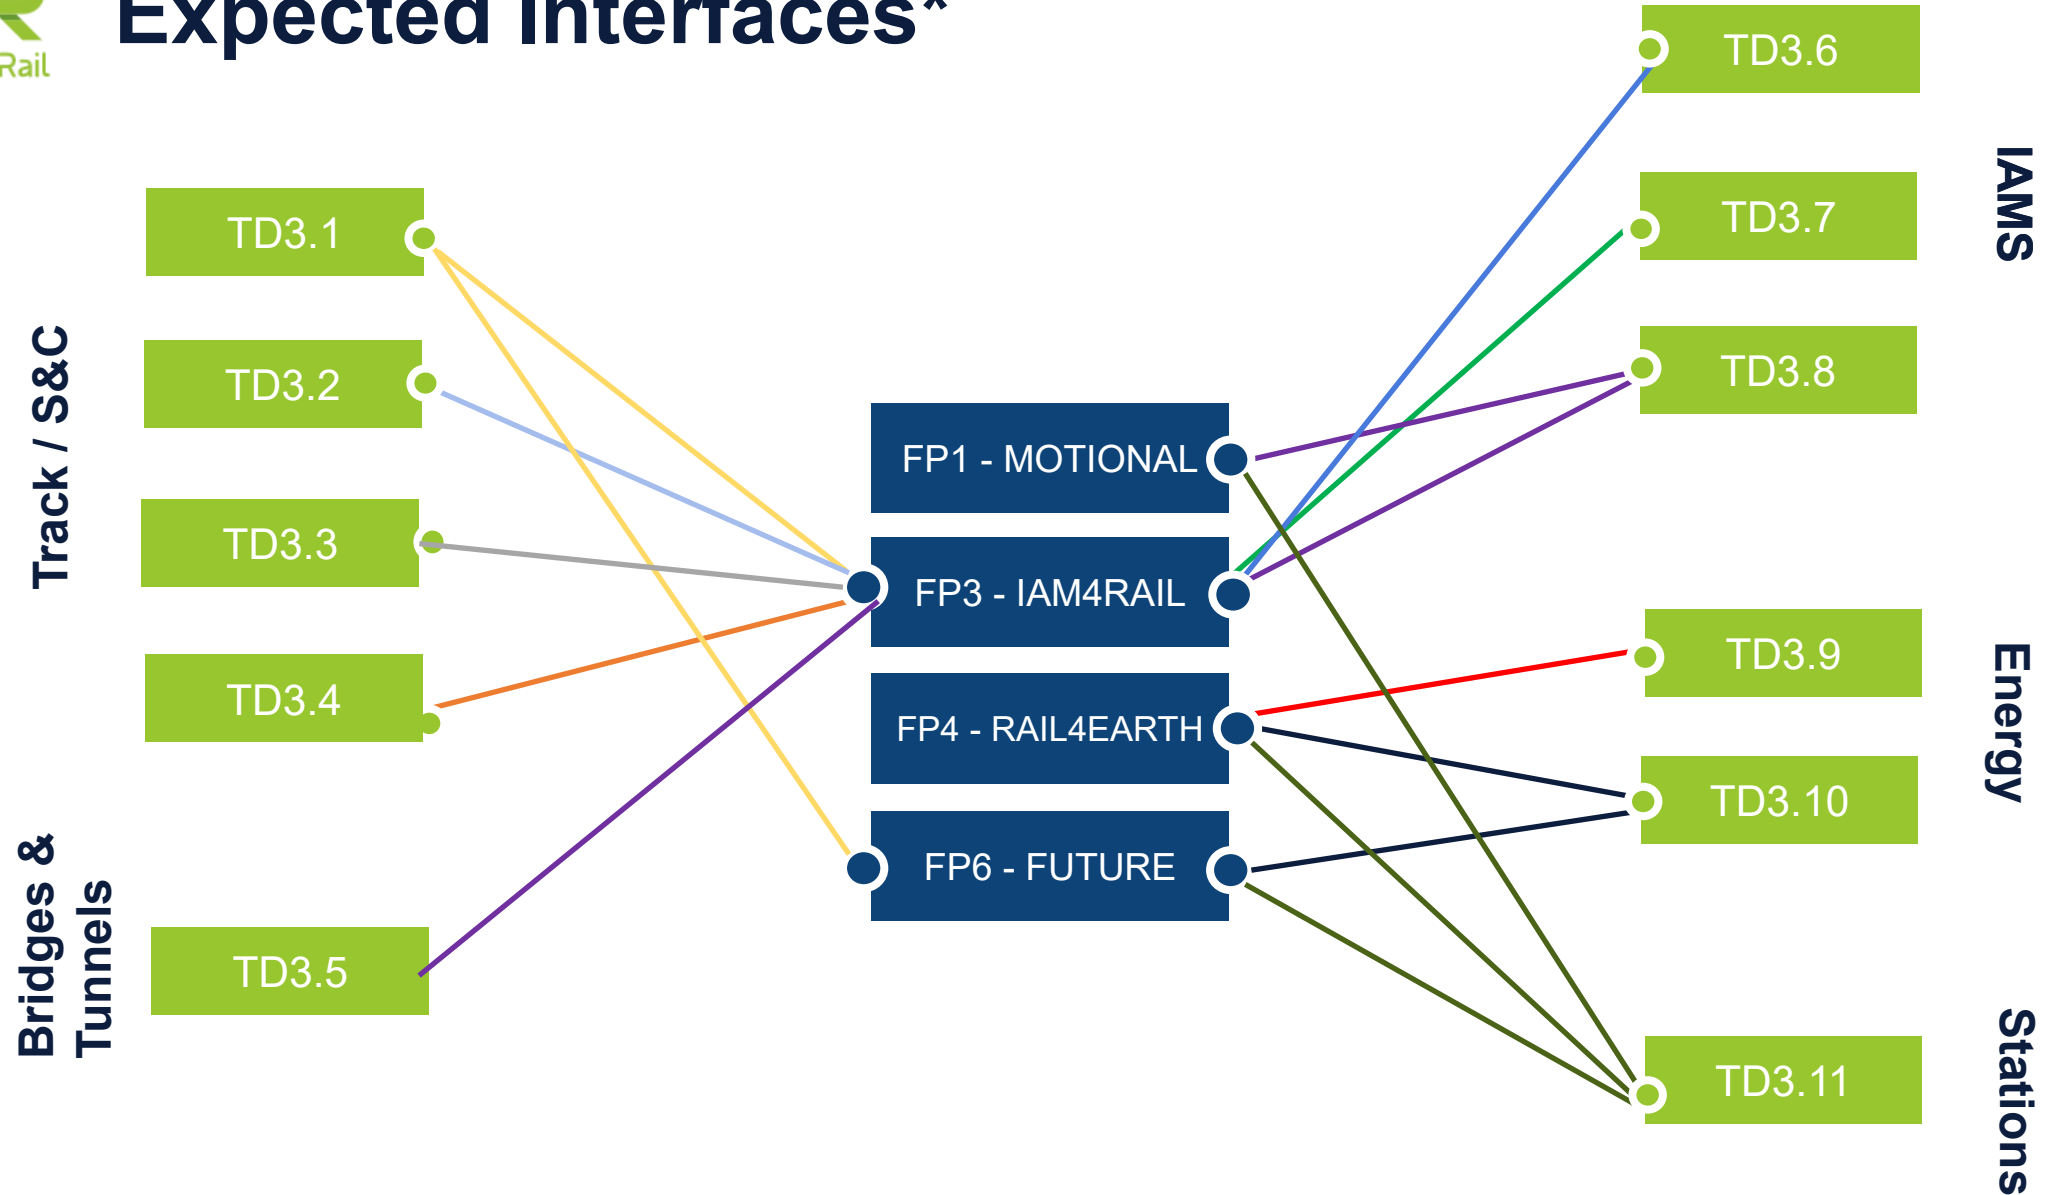 Expected Interfaces*
Rail
Track / S&C
TD3.1
TD3.2
TD3.3
TD3.4
Bridges &
Tunnels
TD3.5
FP1 - MOTIONAL
FP3 - IAM4RAIL
FP4 - RAIL4EARTH
FP6 - FUTURE
TD3.6
TD3.7
TD3.8
IAMS
TD3.9
TD3.10
Energy
TD3.11
Stations